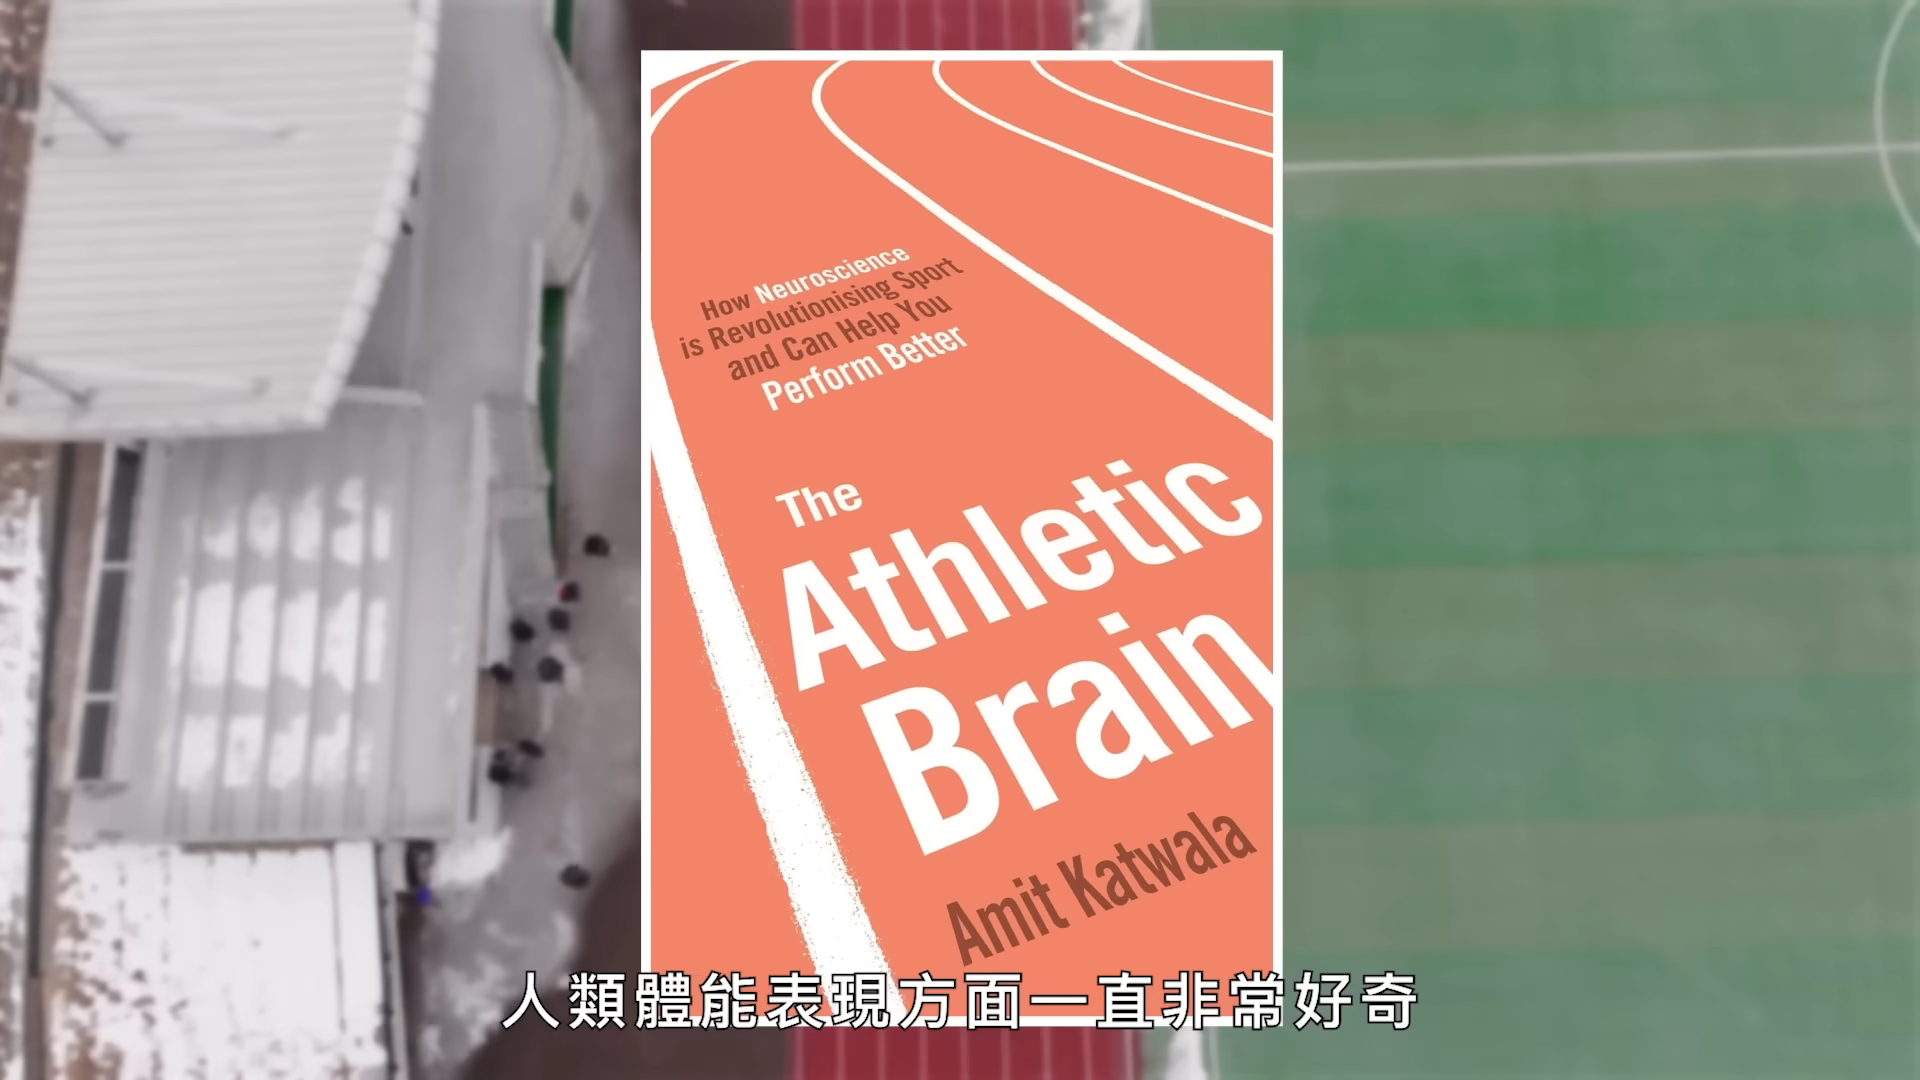 How Neuroscience
is Revolutionising Sport
and Can Help You
Perform Better
The
Athletic
Brain
Amit Katwala
人類體能表現方面一直非常好奇